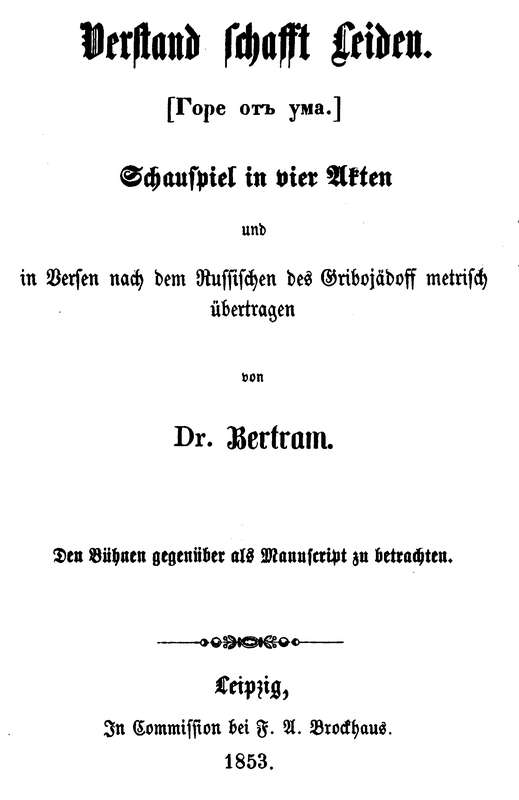 Verstand schafft Leiden.
[Горе отъ ума.]
Schauspiel in vier Akten
und
in Versen nach dem Russischen des Gribojädoff metrisch
übertragen
von
Dr. Bertram.
Den Bühnen gegenüber als Manuscript zu betrachten.
Leipzig,
In Commission bei F. A. Brockhaus.
1853.